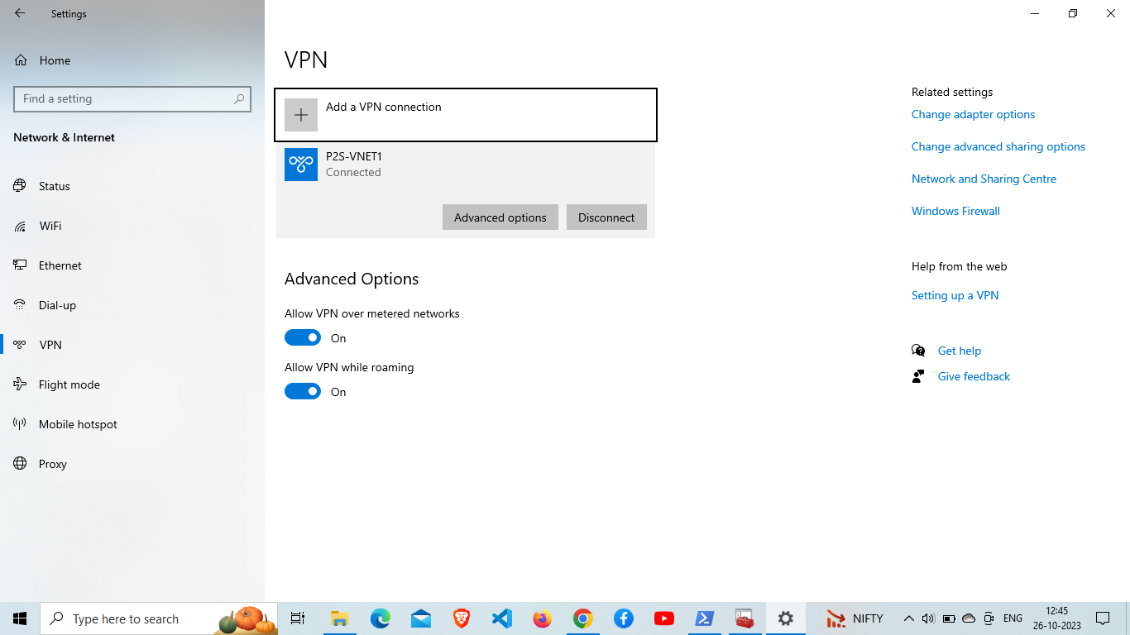 Settings
Home
Find a setting
Network & Internet
Status
WiFi
Ethernet
Dial-up
VPN
Flight mode
Mobile hotspot
Proxy
VPN
Add a VPN connection
P2S-VNET1
Connected
Advanced options
Disconnect
Advanced Options
Allow VPN over metered networks
On
Allow VPN while roaming
On
Related settings
Change adapter options
Change advanced sharing options
Network and Sharing Centre
Windows Firewall
Help from the web
Setting up a VPN
Get help
Give feedback
Type here to search
NIFTY
ENG
12:45
26-10-2023